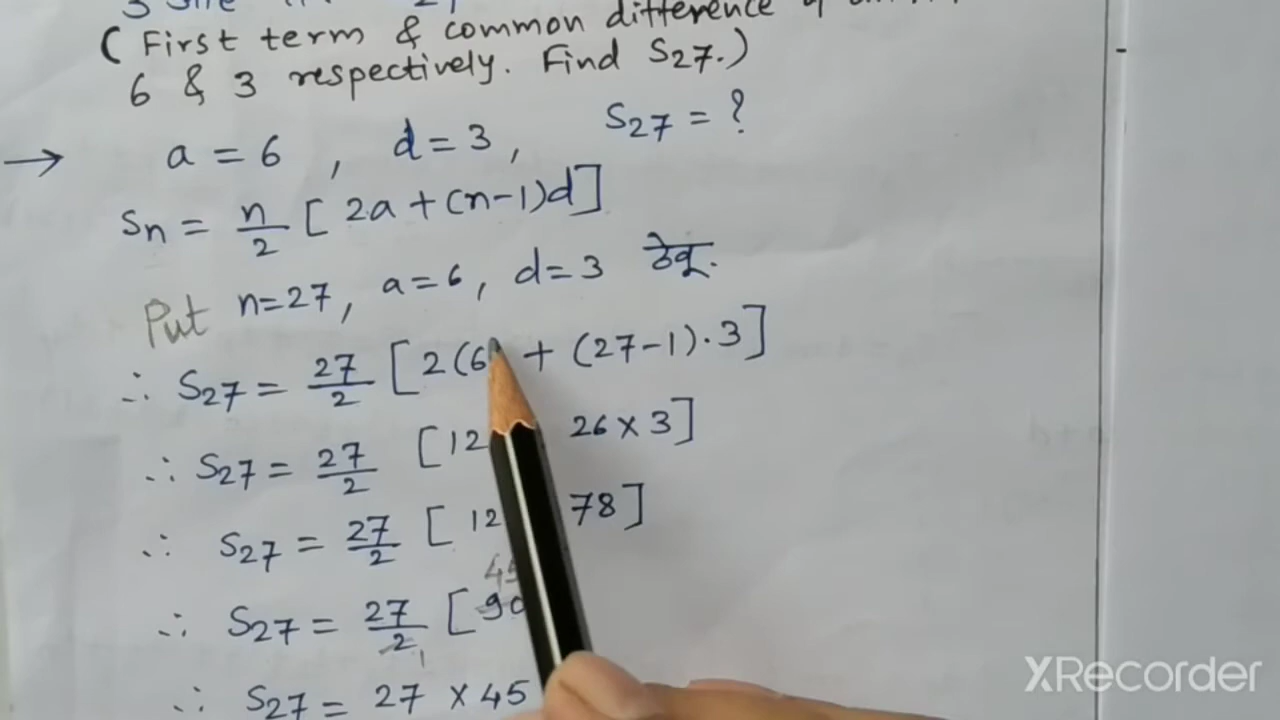 (First term & common difference
6 & 3 respectively. Find S27.)
→ a = 6 , d = 3 , S27 = ?
Sn = n/2 [ 2a + (n-1)d ]
Put n=27, a=6, d=3 ठेवू.
∴ S27 = 27/2 [ 2(6 + (27-1).3 ]
∴ S27 = 27/2 [ 12 26 × 3 ]
∴ S27 = 27/2 [ 12 78 ]
45
∴ S27 = 27/2 [ 90
1
∴ S27 = 27 × 45
XRecorder